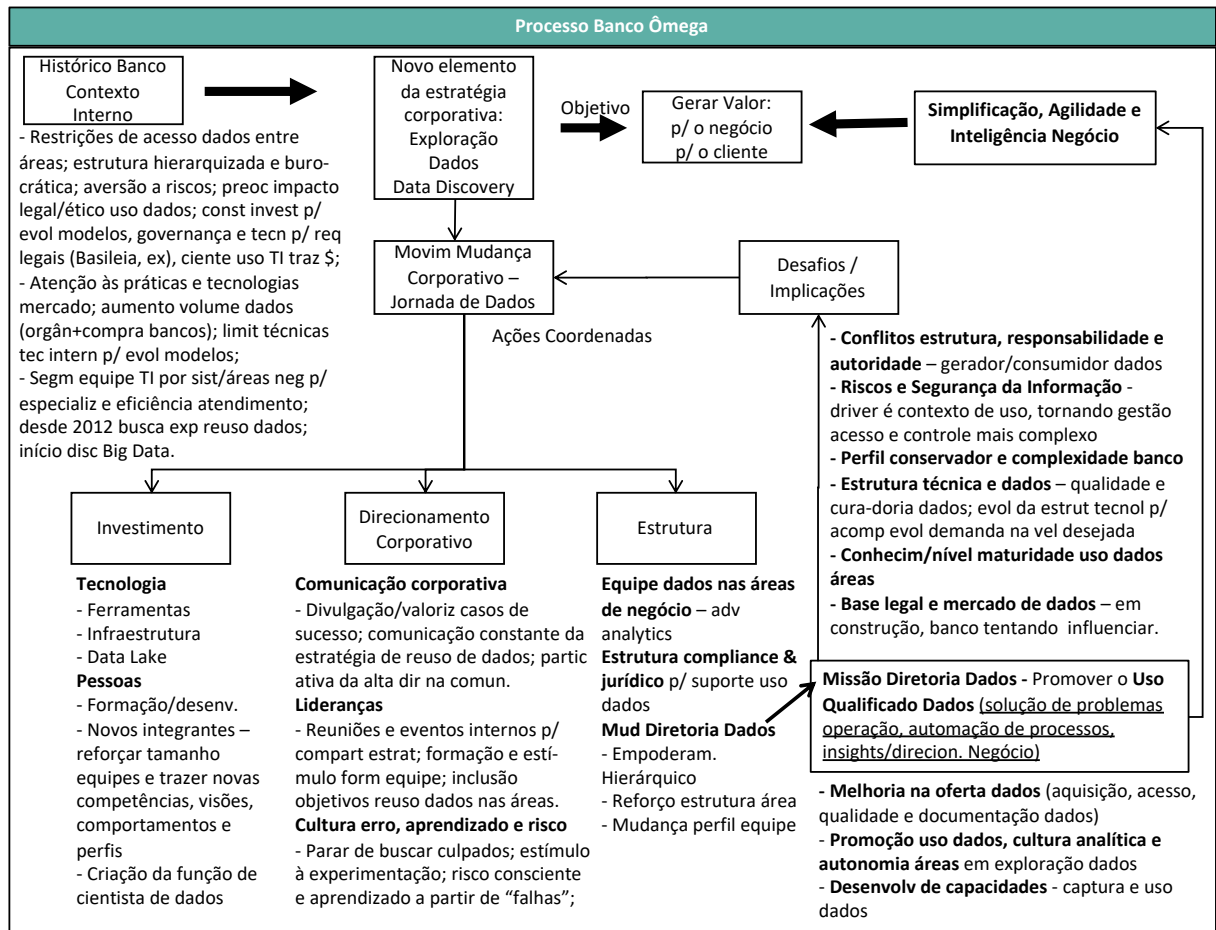 Processo Banco Ômega
Histórico Banco
Contexto
Interno
- Restrições de acesso dados entre
áreas; estrutura hierarquizada e buro-
crática; aversão a riscos; preoc impacto
legal/ético uso dados; const invest p/
evol modelos, governança e tecn p/ req
legais (Basileia, ex), ciente uso TI traz $;
- Atenção às práticas e tecnologias
mercado; aumento volume dados
(orgân+compra bancos); limit técnicas
tec intern p/ evol modelos;
- Segm equipe TI por sist/áreas neg p/
especializ e eficiência atendimento;
desde 2012 busca exp reuso dados;
início disc Big Data.
Novo elemento
da estratégia
corporativa:
Exploração
Dados
Data Discovery
Objetivo
Gerar Valor:
p/ o negócio
p/ o cliente
Simplificação, Agilidade e
Inteligência Negócio
Movim Mudança
Corporativo –
Jornada de Dados
Desafios /
Implicações
Ações Coordenadas
- Conflitos estrutura, responsabilidade e
autoridade – gerador/consumidor dados
- Riscos e Segurança da Informação -
driver é contexto de uso, tornando gestão
acesso e controle mais complexo
- Perfil conservador e complexidade banco
- Estrutura técnica e dados – qualidade e
cura-doria dados; evol da estrut tecnol p/
acomp evol demanda na vel desejada
- Conhecim/nível maturidade uso dados
áreas
- Base legal e mercado de dados – em
construção, banco tentando influenciar.
Investimento
Direcionamento
Corporativo
Estrutura
Tecnologia
- Ferramentas
- Infraestrutura
- Data Lake
Pessoas
- Formação/desenv.
- Novos integrantes –
reforçar tamanho
equipes e trazer novas
competências, visões,
comportamentos e
perfis
- Criação da função de
cientista de dados
Comunicação corporativa
- Divulgação/valoriz casos de
sucesso; comunicação constante da
estratégia de reuso de dados; partic
ativa da alta dir na comun.
Lideranças
- Reuniões e eventos internos p/
compart estrat; formação e estí-
mulo form equipe; inclusão
objetivos reuso dados nas áreas.
Cultura erro, aprendizado e risco
- Parar de buscar culpados; estímulo
à experimentação; risco consciente
e aprendizado a partir de “falhas”;
Equipe dados nas áreas
de negócio – adv
analytics
Estrutura compliance &
jurídico p/ suporte uso
dados
Mud Diretoria Dados
- Empoderam.
Hierárquico
- Reforço estrutura área
- Mudança perfil equipe
Missão Diretoria Dados - Promover o Uso
Qualificado Dados (solução de problemas
operação, automação de processos,
insights/direcion. Negócio)
- Melhoria na oferta dados (aquisição, acesso,
qualidade e documentação dados)
- Promoção uso dados, cultura analítica e
autonomia áreas em exploração dados
- Desenvolv de capacidades - captura e uso
dados